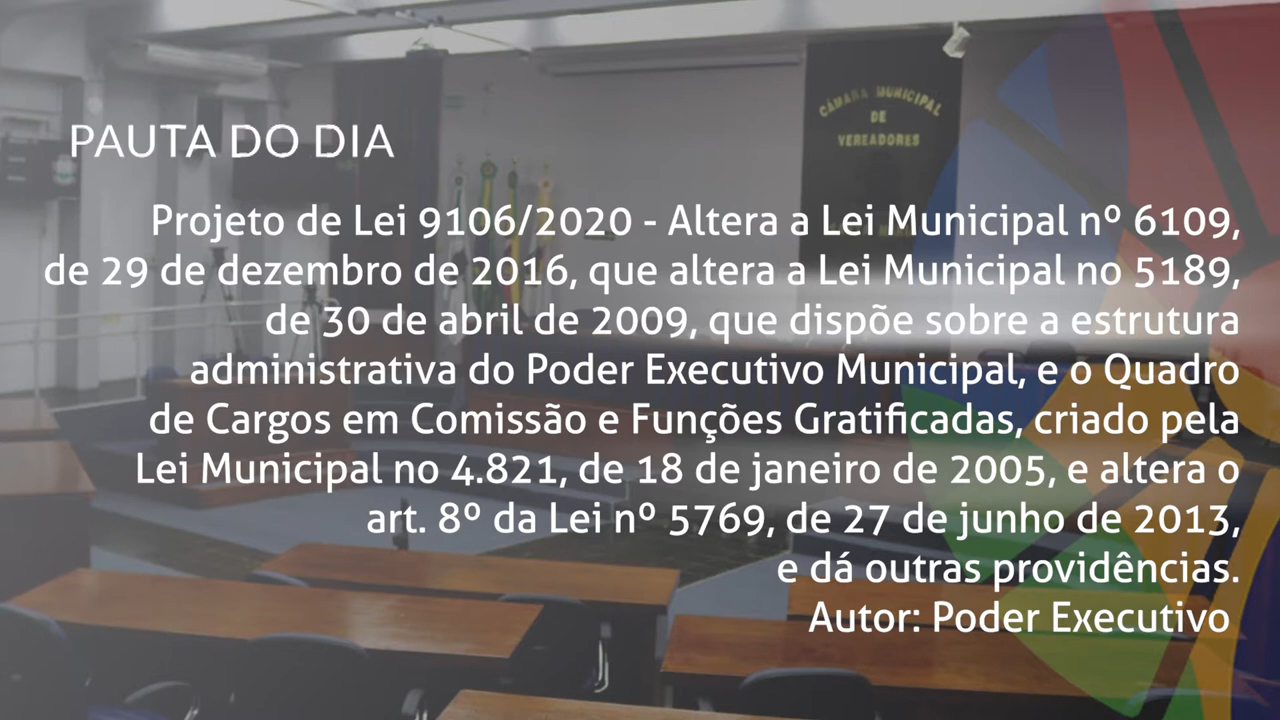 CÂMARA MUNICIPAL
DE
VEREADORES
PAUTA DO DIA
Projeto de Lei 9106/2020 - Altera a Lei Municipal nº 6109,
de 29 de dezembro de 2016, que altera a Lei Municipal no 5189,
de 30 de abril de 2009, que dispõe sobre a estrutura
administrativa do Poder Executivo Municipal, e o Quadro
de Cargos em Comissão e Funções Gratificadas, criado pela
Lei Municipal no 4.821, de 18 de janeiro de 2005, e altera o
art. 8º da Lei nº 5769, de 27 de junho de 2013,
e dá outras providências.
Autor: Poder Executivo